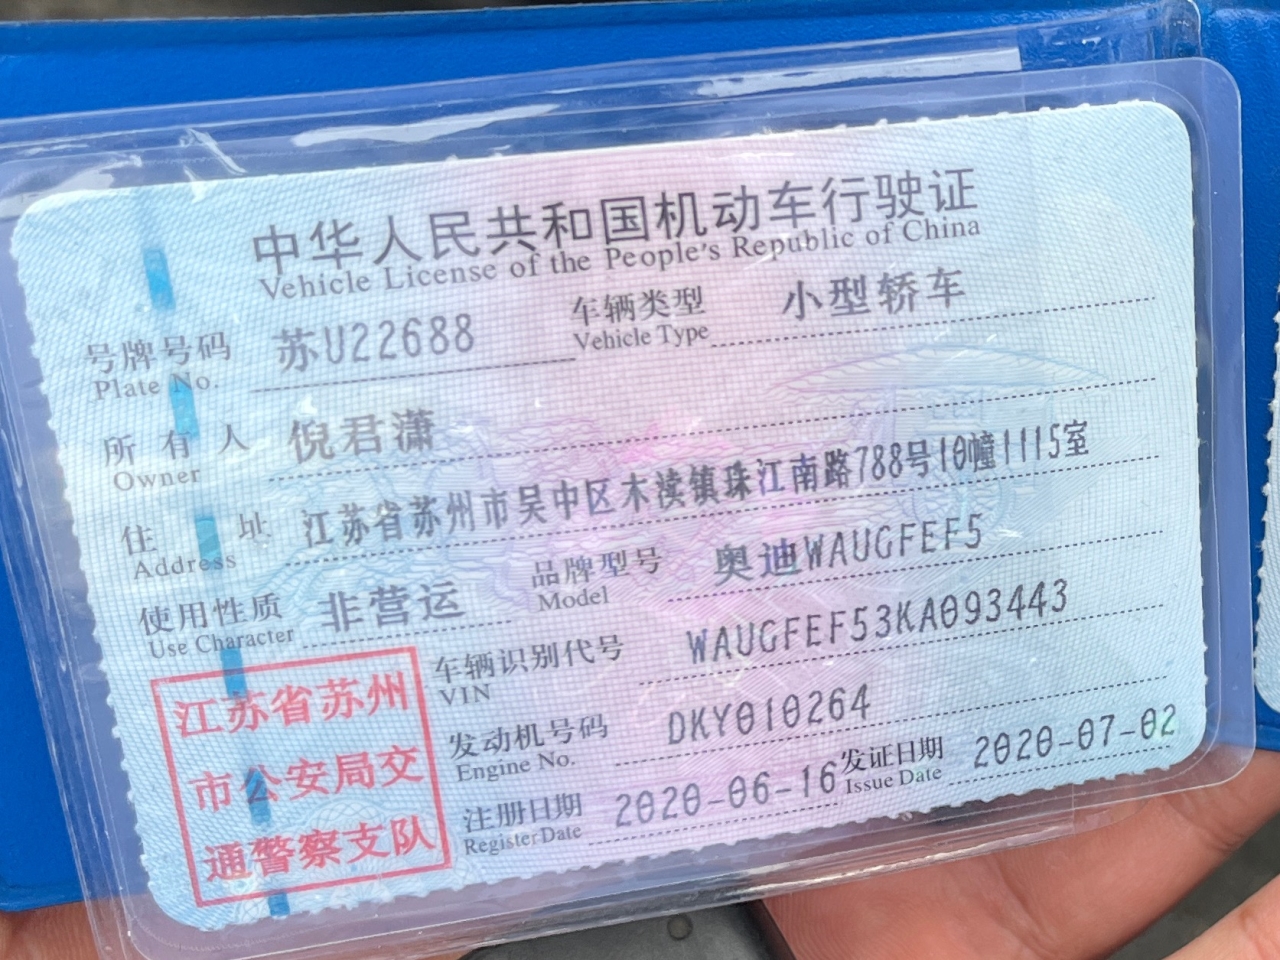 中华人民共和国机动车行驶证
Vehicle License of the People's Republic of China
号牌号码 苏U22688 车辆类型 小型轿车
Plate No. Vehicle Type
所有人 倪君潇
Owner
住址 江苏省苏州市吴中区木渎镇珠江南路788号10幢1115室
Address
使用性质 非营运 品牌型号 奥迪WAUGFEF5
Use Character Model
车辆识别代号 WAUGFEF53KA093443
VIN
发动机号码 DKY010264
Engine No.
注册日期 2020-06-16 发证日期 2020-07-02
Register Date Issue Date
江苏省苏州
市公安局交
通警察支队